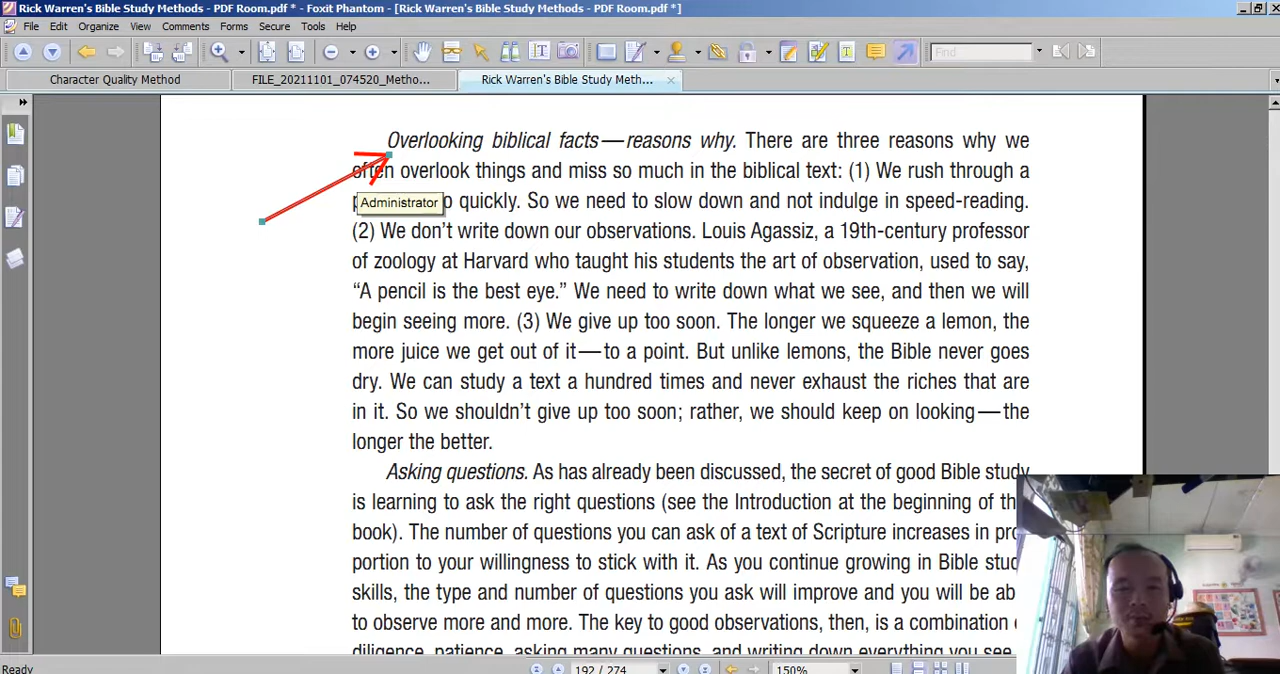 Rick Warren's Bible Study Methods - PDF Room.pdf * - Foxit Phantom - [Rick Warren's Bible Study Methods - PDF Room.pdf *]
File Edit View Organize Comments Forms Secure Tools Help
Find
Character Quality Method FILE_20211101_074520_Metho... Rick Warren's Bible Study Meth...
Overlooking biblical facts—reasons why. There are three reasons why we
often overlook things and miss so much in the biblical text: (1) We rush through a
quickly. So we need to slow down and not indulge in speed-reading.
Administrator
(2) We don't write down our observations. Louis Agassiz, a 19th-century professor
of zoology at Harvard who taught his students the art of observation, used to say,
“A pencil is the best eye.” We need to write down what we see, and then we will
begin seeing more. (3) We give up too soon. The longer we squeeze a lemon, the
more juice we get out of it—to a point. But unlike lemons, the Bible never goes
dry. We can study a text a hundred times and never exhaust the riches that are
in it. So we shouldn't give up too soon; rather, we should keep on looking—the
longer the better.
Asking questions. As has already been discussed, the secret of good Bible study
is learning to ask the right questions (see the Introduction at the beginning of th
book). The number of questions you can ask of a text of Scripture increases in pro
portion to your willingness to stick with it. As you continue growing in Bible stud
skills, the type and number of questions you ask will improve and you will be ab
to observe more and more. The key to good observations, then, is a combination
diligence, patience, asking many questions, and writing down everything you see
Ready 192 / 274 150%